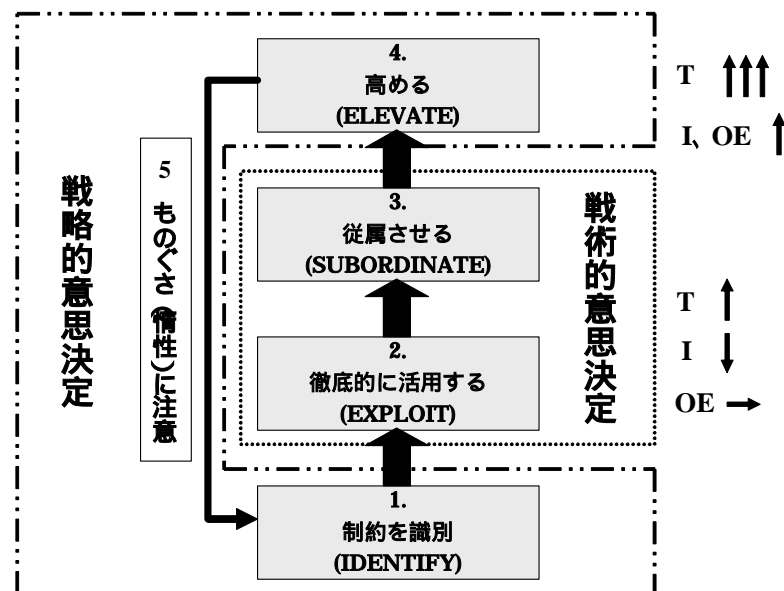 4.
高める
(ELEVATE)
T
I、OE
戦略的意思決定
5 ものぐさ（惰性）に注意
3.
従属させる
(SUBORDINATE)
戦術的意思決定
2.
徹底的に活用する
(EXPLOIT)
T
I
OE
1.
制約を識別
(IDENTIFY)